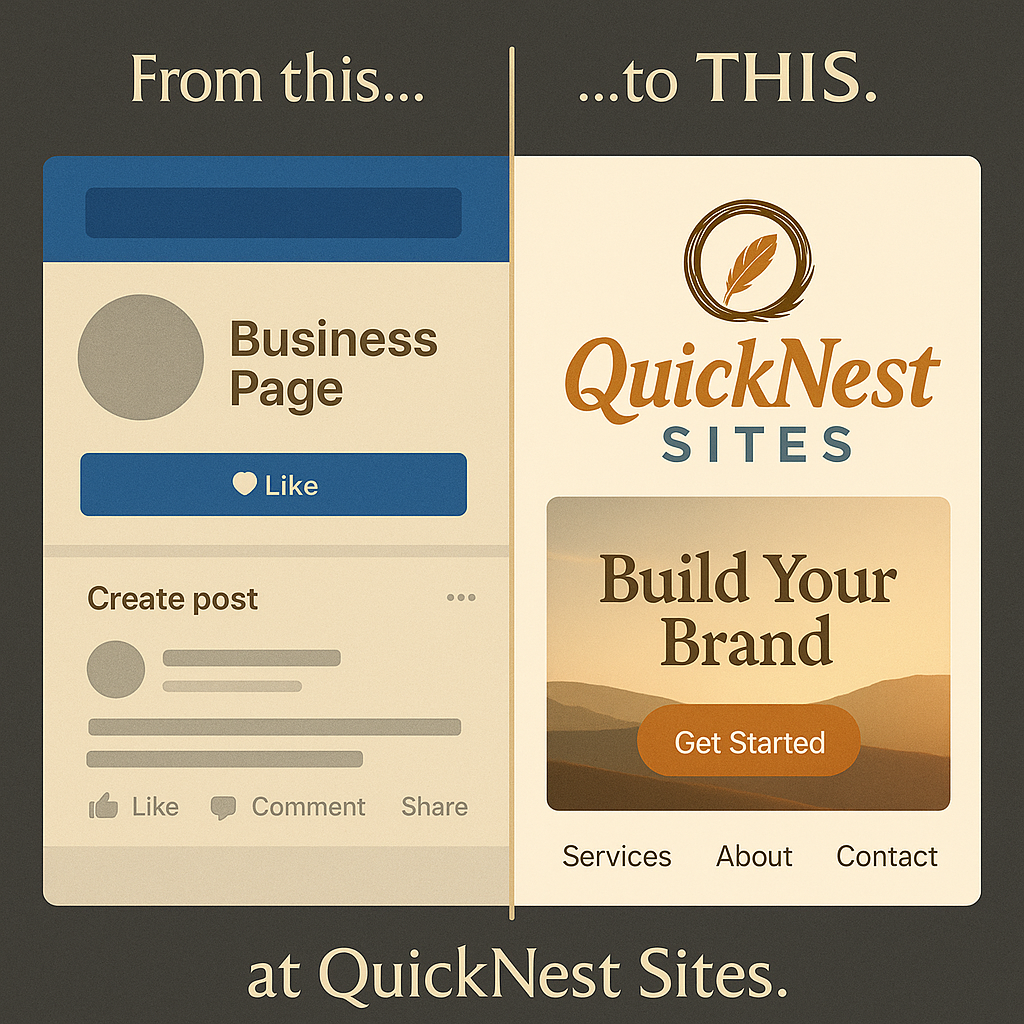 From this...
...to THIS.
Business
Page
Like
Create post
Like Comment Share
QuickNest
SITES
Build Your
Brand
Get Started
Services About Contact
at QuickNest Sites.